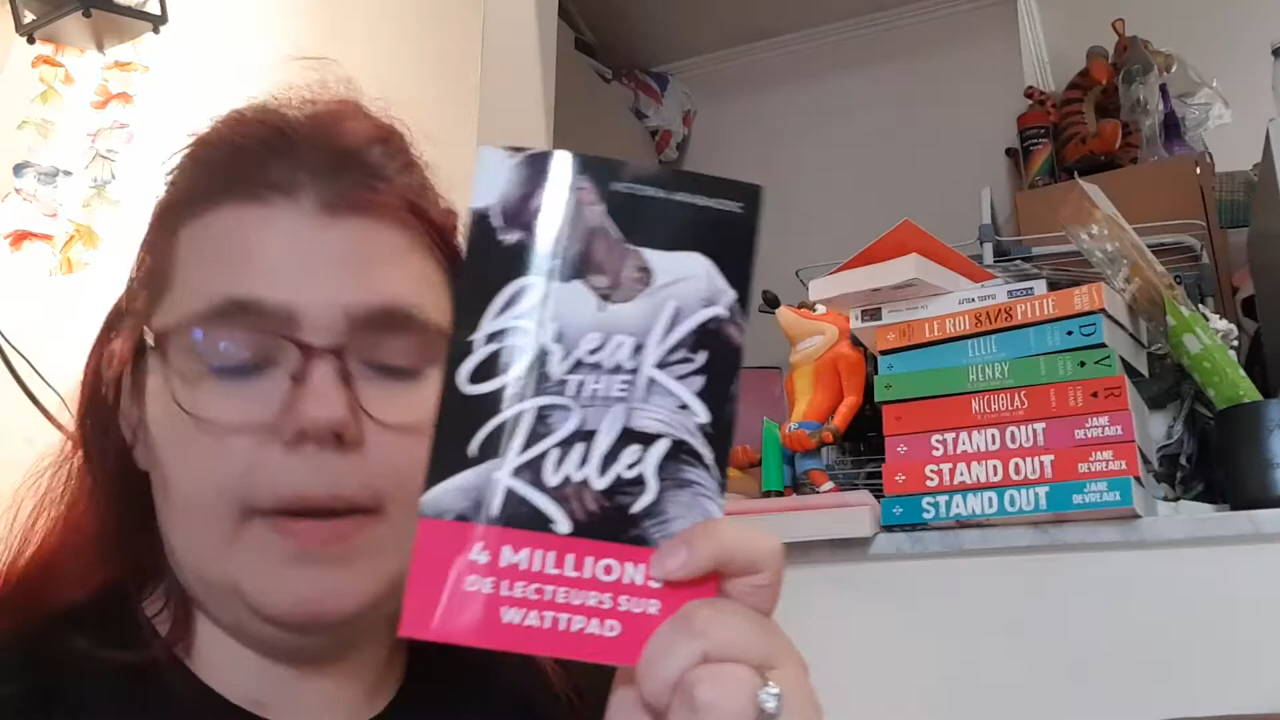 Break
THE
Rules
4 MILLIONS
DE LECTEURS SUR
WATTPAD
LE ROI SANS PITIÉ
ELLIE
HENRY
NICHOLAS
STAND OUT
JANE
DEVREAUX
STAND OUT
JANE
DEVREAUX
STAND OUT
JANE
DEVREAUX